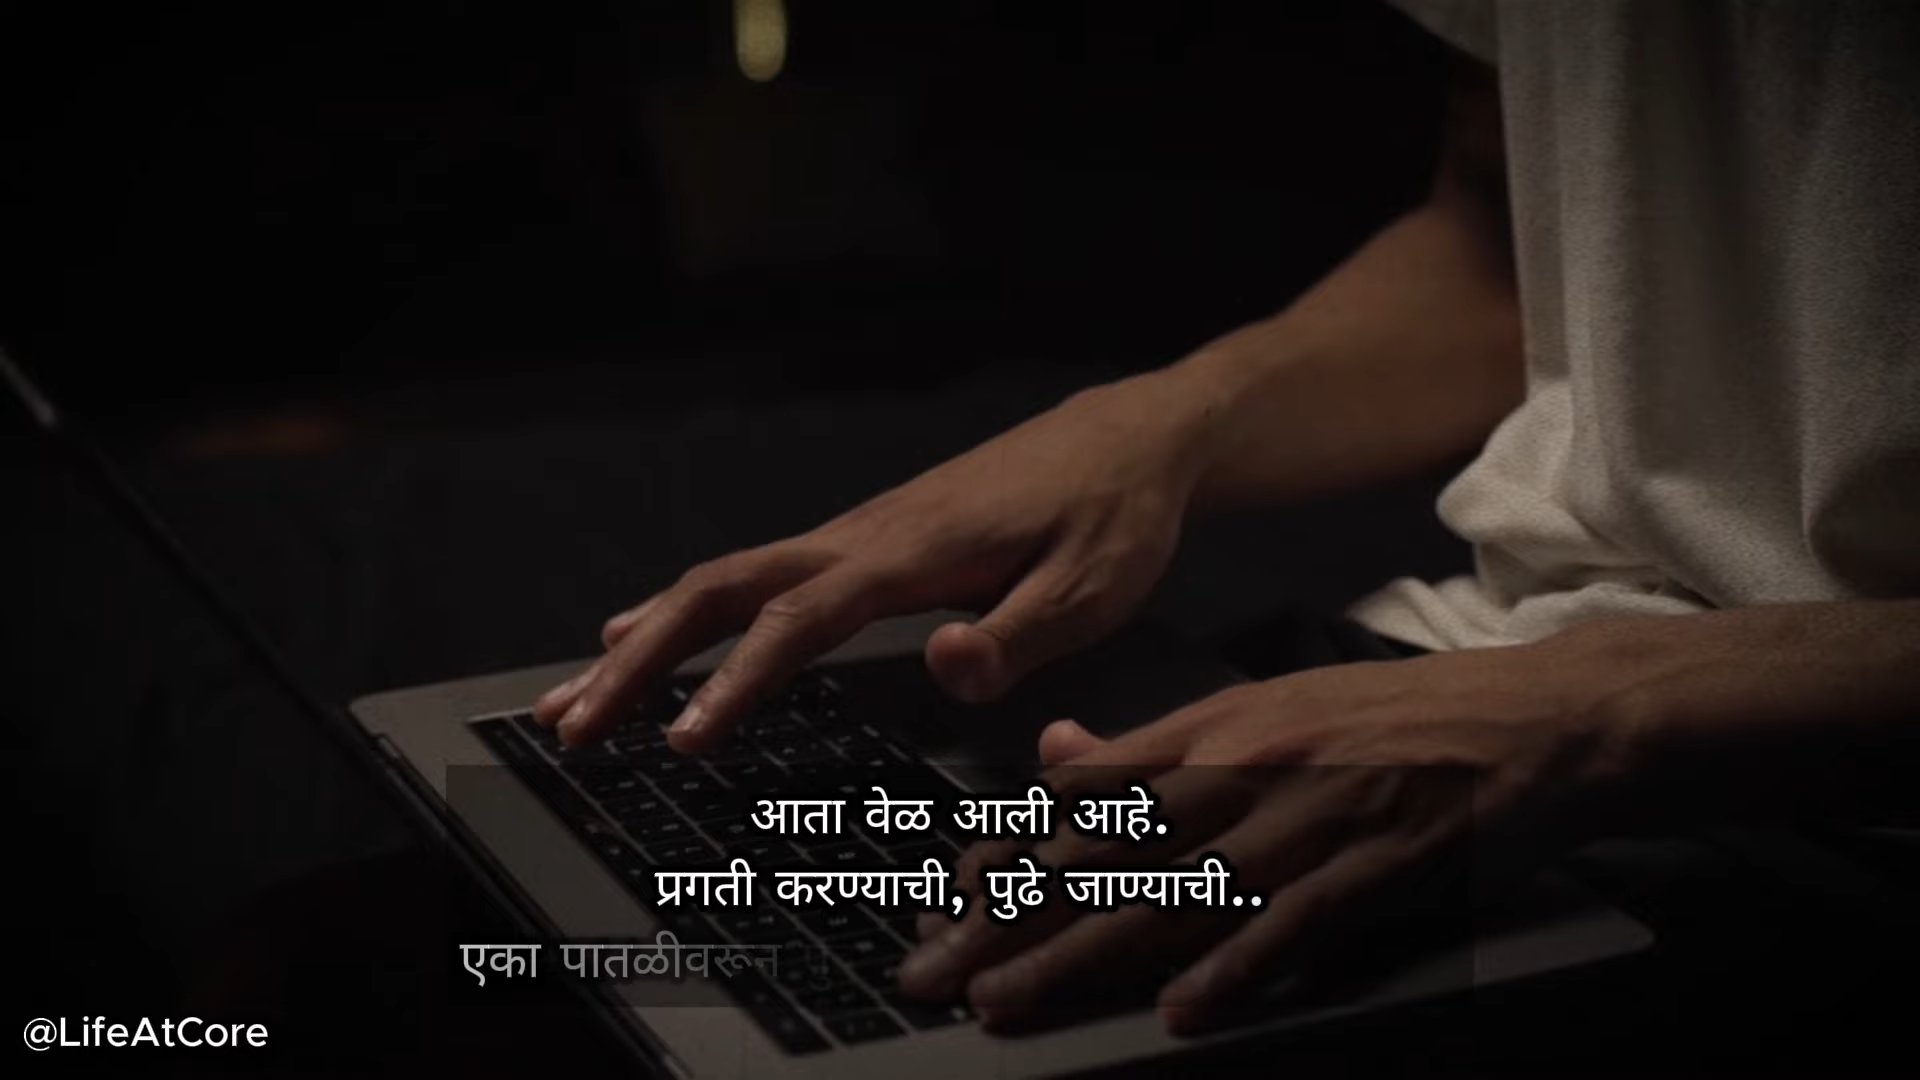 आता वेळ आली आहे.
प्रगती करण्याची, पुढे जाण्याची..
एका पातळीवरून
@LifeAtCore